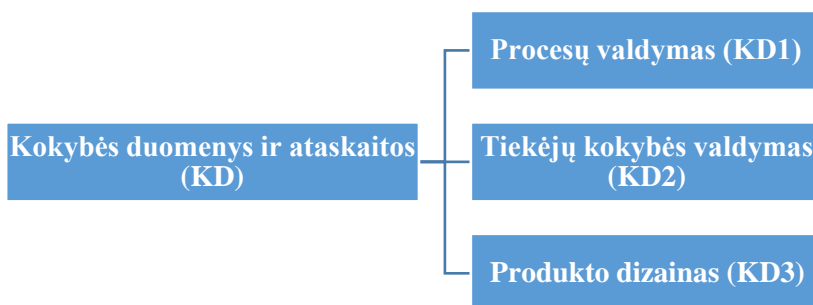 Kokybės duomenys ir ataskaitos
(KD)
Procesų valdymas (KD1)
Tiekėjų kokybės valdymas
(KD2)
Produkto dizainas (KD3)